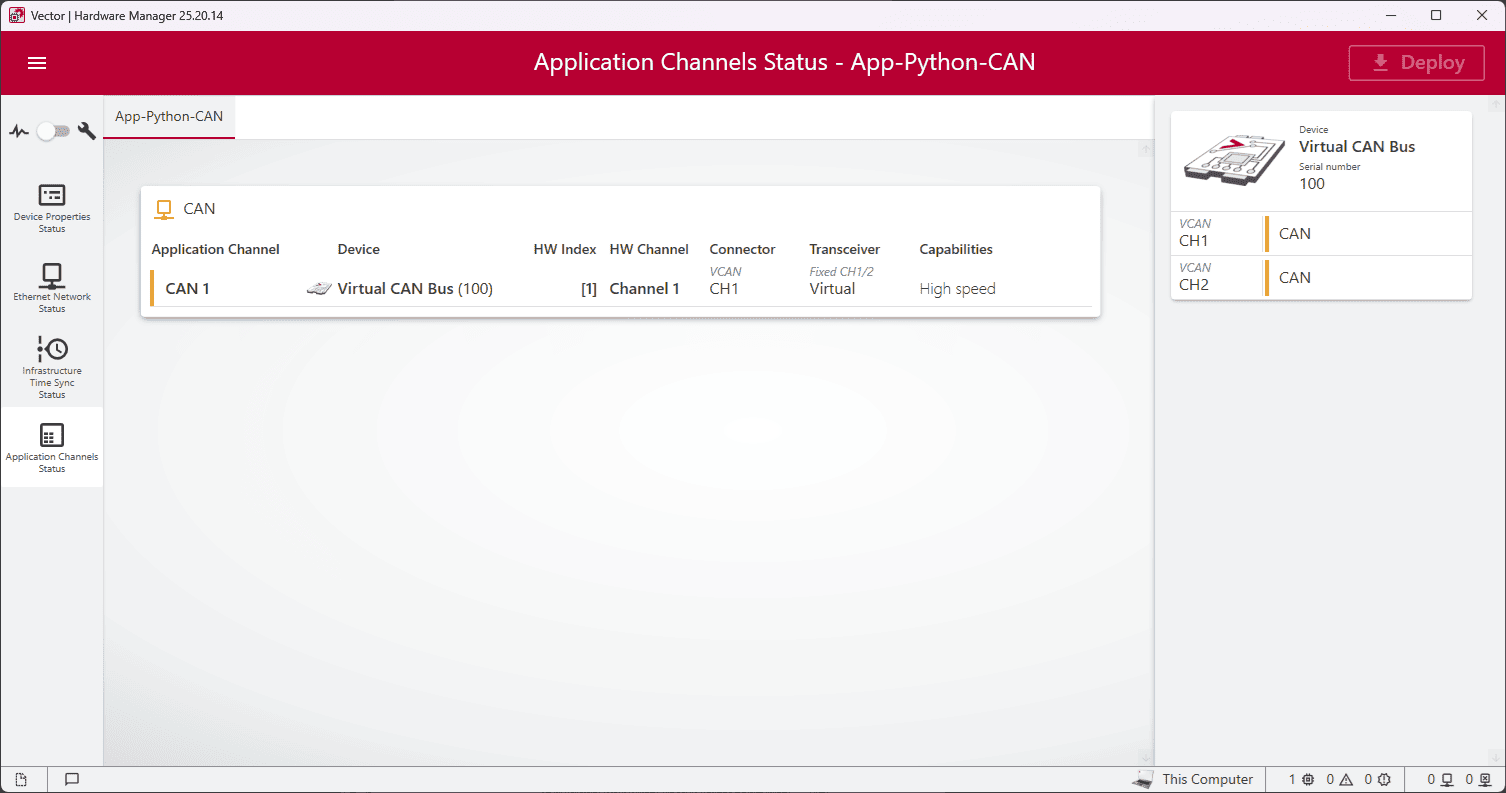 Vector | Hardware Manager 25.20.14
Application Channels Status - App-Python-CAN
Deploy
App-Python-CAN
Device Properties
Status
Ethernet Network
Status
Infrastructure
Time Sync
Status
Application Channels
Status
CAN
Application Channel Device HW Index HW Channel Connector Transceiver Capabilities
VCAN Fixed CH1/2
CAN 1 Virtual CAN Bus (100) [1] Channel 1 CH1 Virtual High speed
Device
Virtual CAN Bus
Serial number
100
VCAN
CH1 CAN
VCAN
CH2 CAN
This Computer 1 0 0 0 0